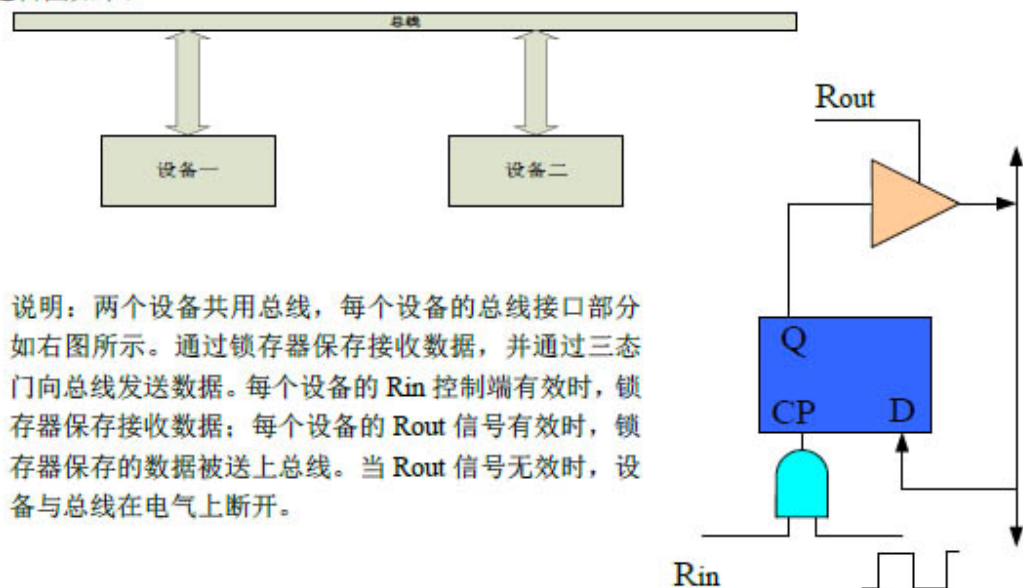 总线
设备一
设备二
Rout
说明：两个设备共用总线，每个设备的总线接口部分
如右图所示。通过锁存器保存接收数据，并通过三态
门向总线发送数据。每个设备的 Rin 控制端有效时，锁
存器保存接收数据；每个设备的 Rout 信号有效时，锁
存器保存的数据被送上总线。当 Rout 信号无效时，设
备与总线在电气上断开。
Q
CP
D
Rin